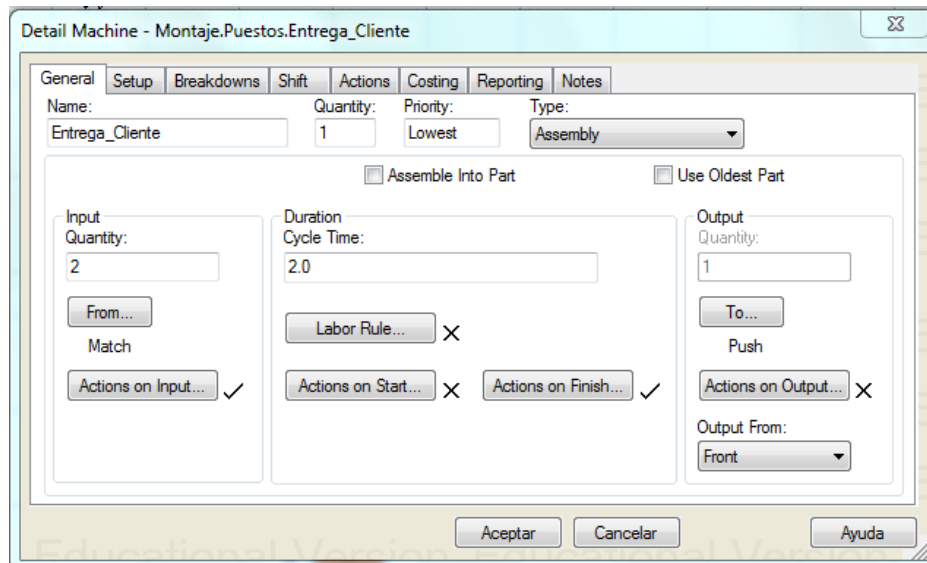 Detail Machine - Montaje.Puestos.Entrega_Cliente
General Setup Breakdowns Shift Actions Costing Reporting Notes
Name: Quantity: Priority: Type:
Entrega_Cliente 1 Lowest Assembly
Assemble Into Part Use Oldest Part
Input Duration Output
Quantity: Cycle Time: Quantity:
2 2.0 1
From... To...
Labor Rule...
Match Push
Actions on Input... Actions on Start... Actions on Finish... Actions on Output...
Output From:
Front
Aceptar Cancelar Ayuda
Educational Version Educational Version